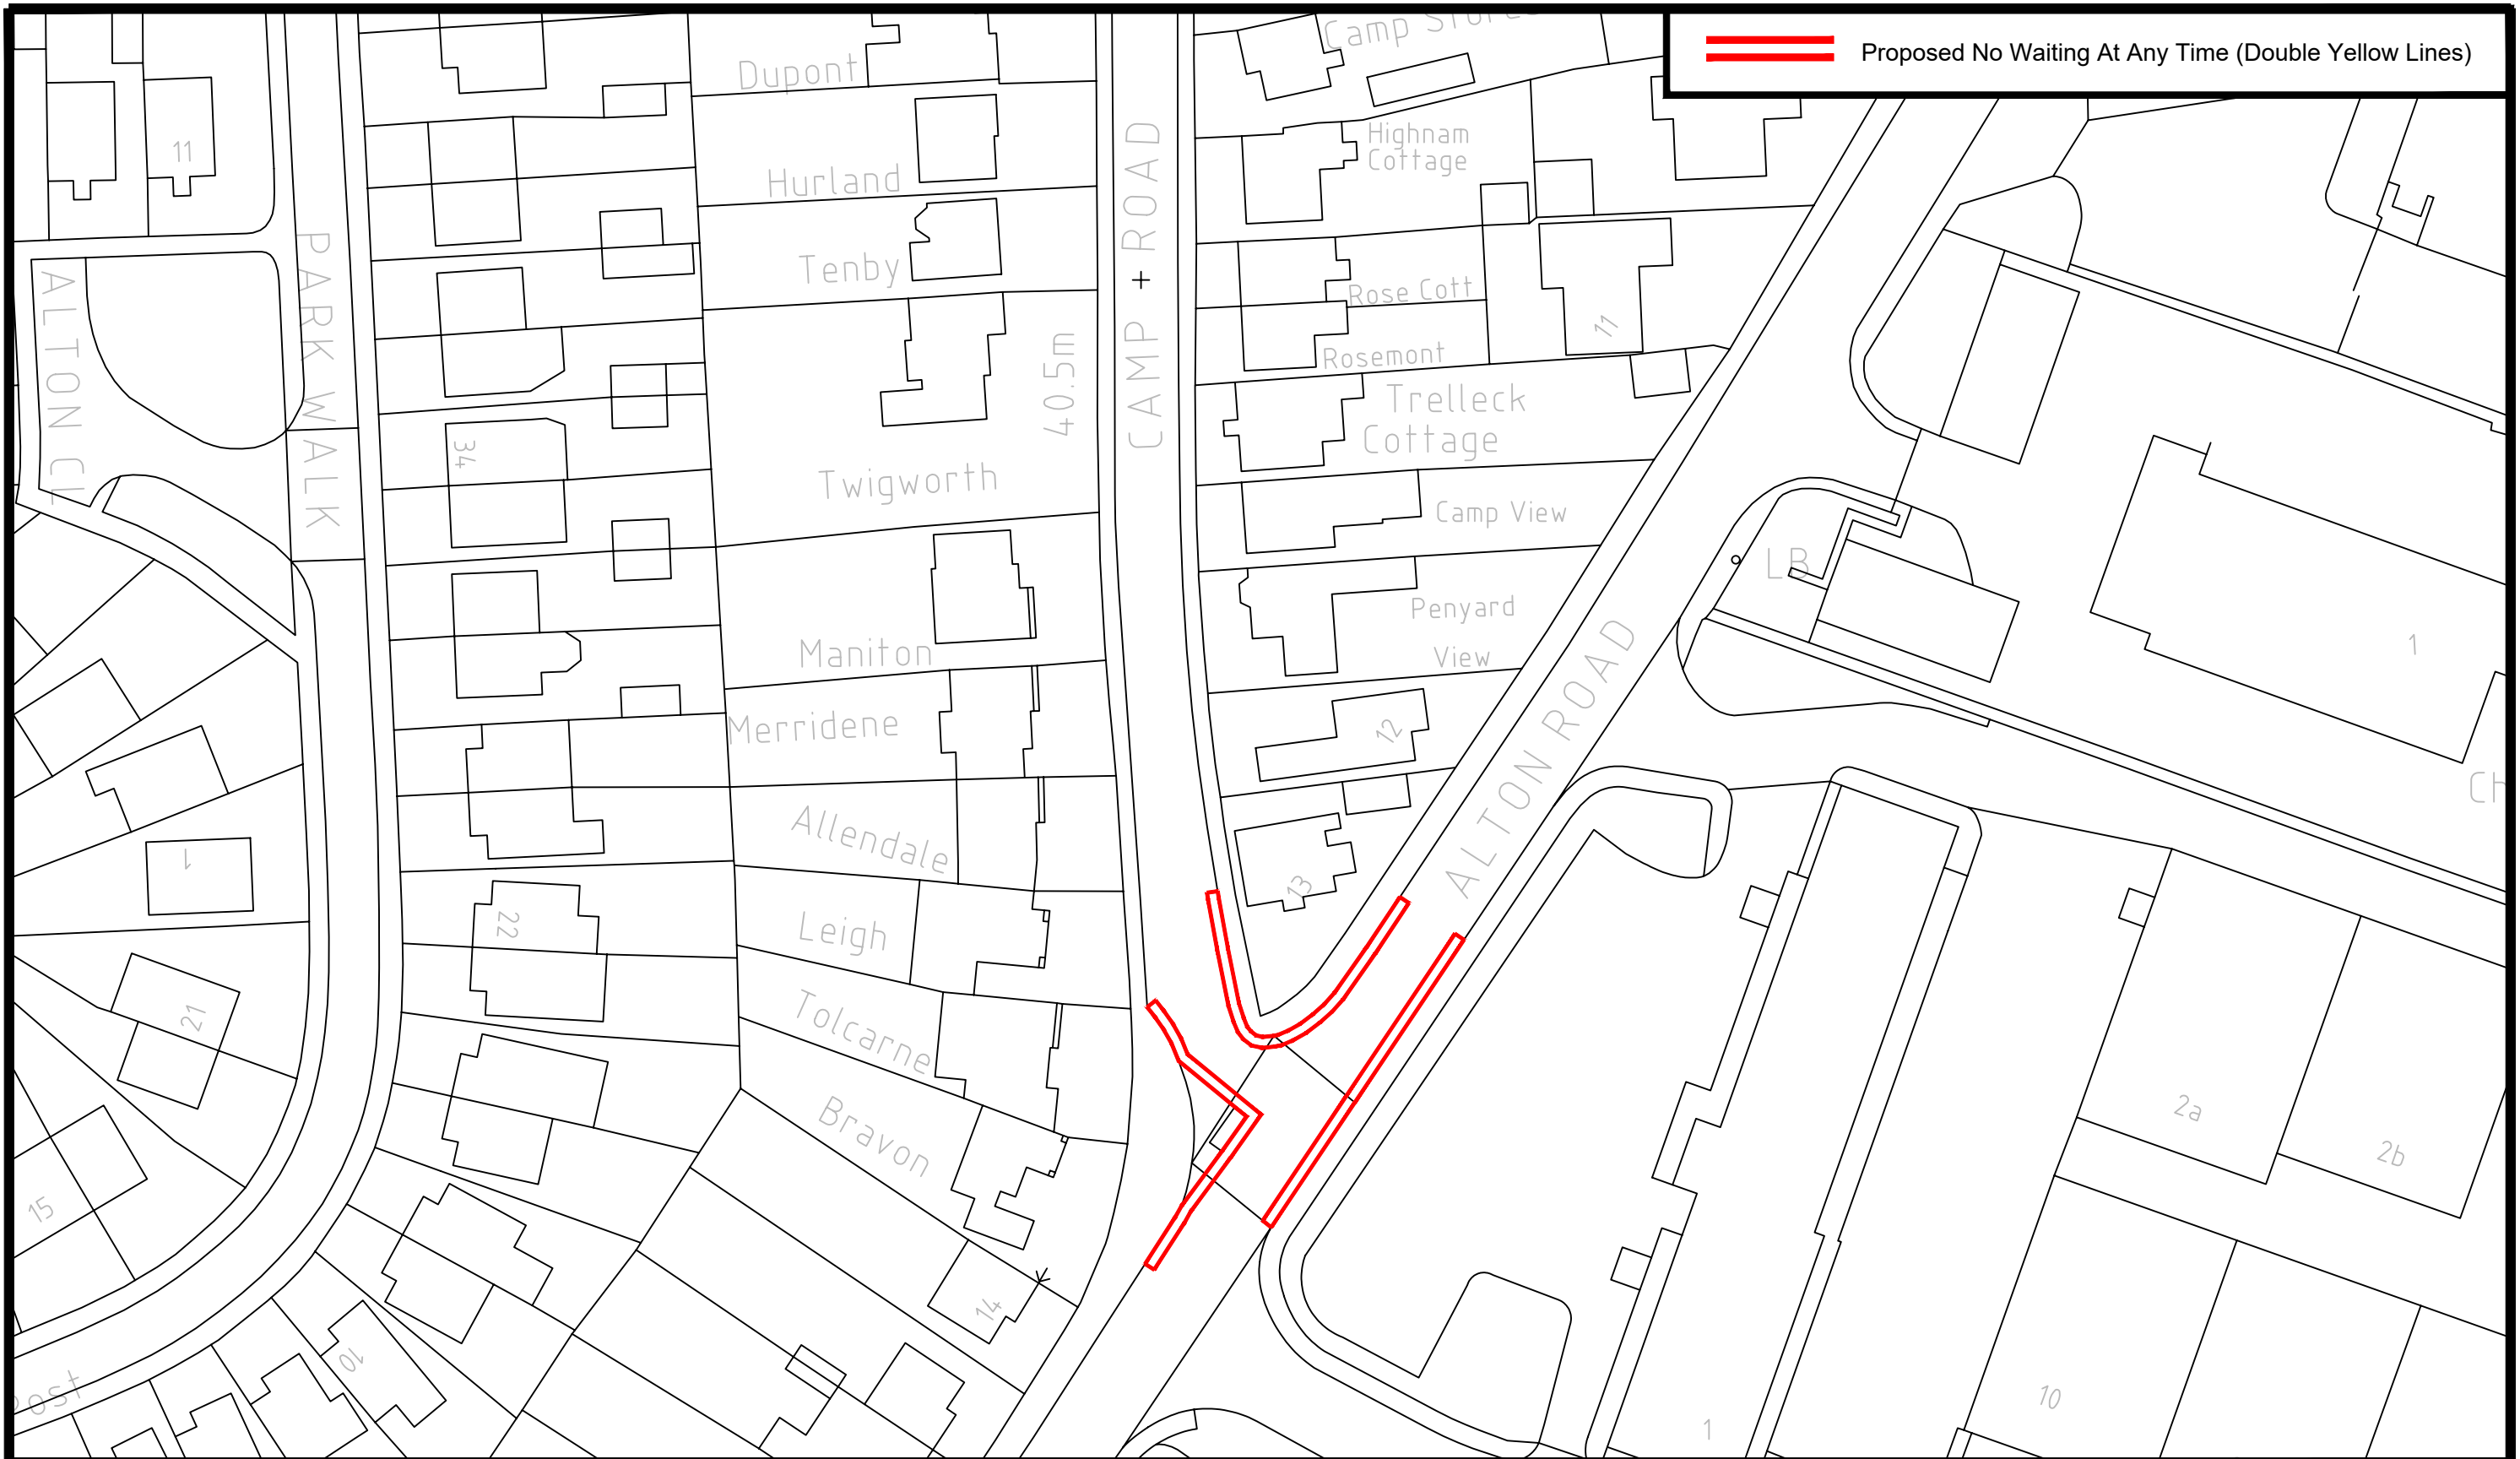 Proposed No Waiting At Any Time (Double Yellow Lines)
Dupont
Hurland
Tenby
Twigworth
Maniton
Merridene
Allendale
Leigh
Tolcarne
Bravon
14
11
ALTON CL
PARK WALK
34
22
1
21
15
10
40.5m
CAMP ROAD
Highnam
Cottage
Rose Cott
Rosemont
11
Trelleck
Cottage
Camp View
Penyard
View
12
13
ALTON ROAD
LB
1
2a
2b
10
1